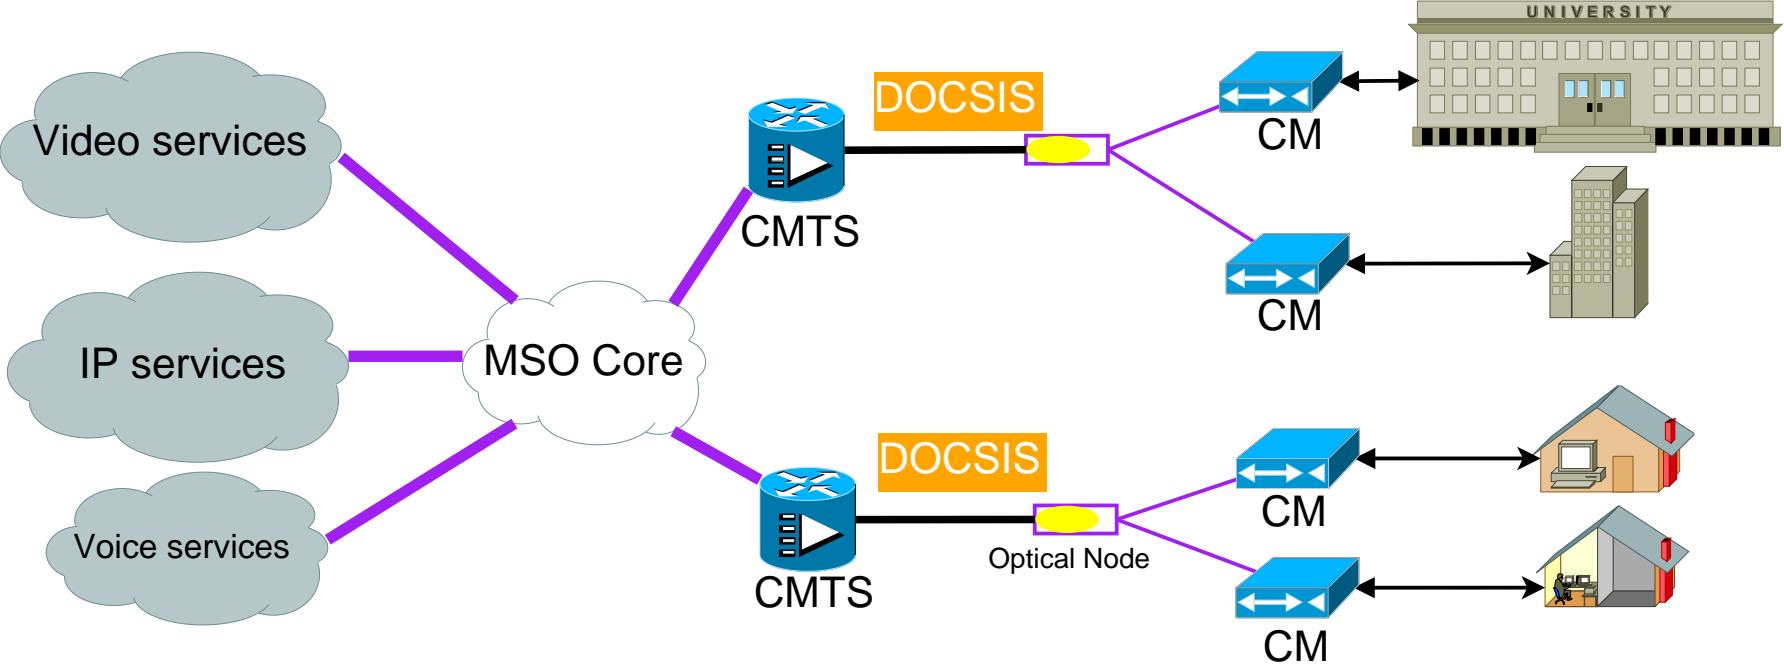 UNIVERSITY
DOCSIS
Video services
CM
CMTS
CM
IP services
MSO Core
DOCSIS
CM
Voice services
Optical Node
CMTS
CM